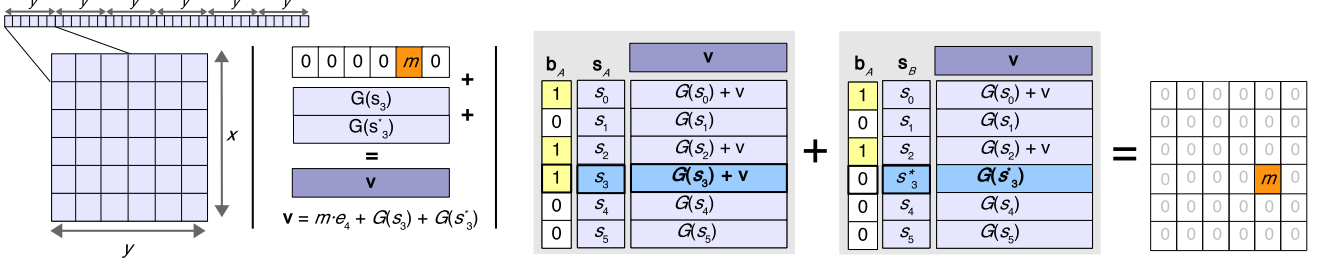 y y y y y y
x
y
0 0 0 0 m 0
+
G(s₃)
+
G(s*₃)
=
v
v = m·e₄ + G(s₃) + G(s*₃)
b_A s_A v
1 s₀ G(s₀) + v
0 s₁ G(s₁)
1 s₂ G(s₂) + v
1 s₃ G(s₃) + v
0 s₄ G(s₄)
0 s₅ G(s₅)
+
b_A s_B v
1 s₀ G(s₀) + v
0 s₁ G(s₁)
1 s₂ G(s₂) + v
0 s*₃ G(s*₃)
0 s₄ G(s₄)
0 s₅ G(s₅)
=
0 0 0 0 0 0
0 0 0 0 0 0
0 0 0 0 0 0
0 0 0 0 m 0
0 0 0 0 0 0
0 0 0 0 0 0